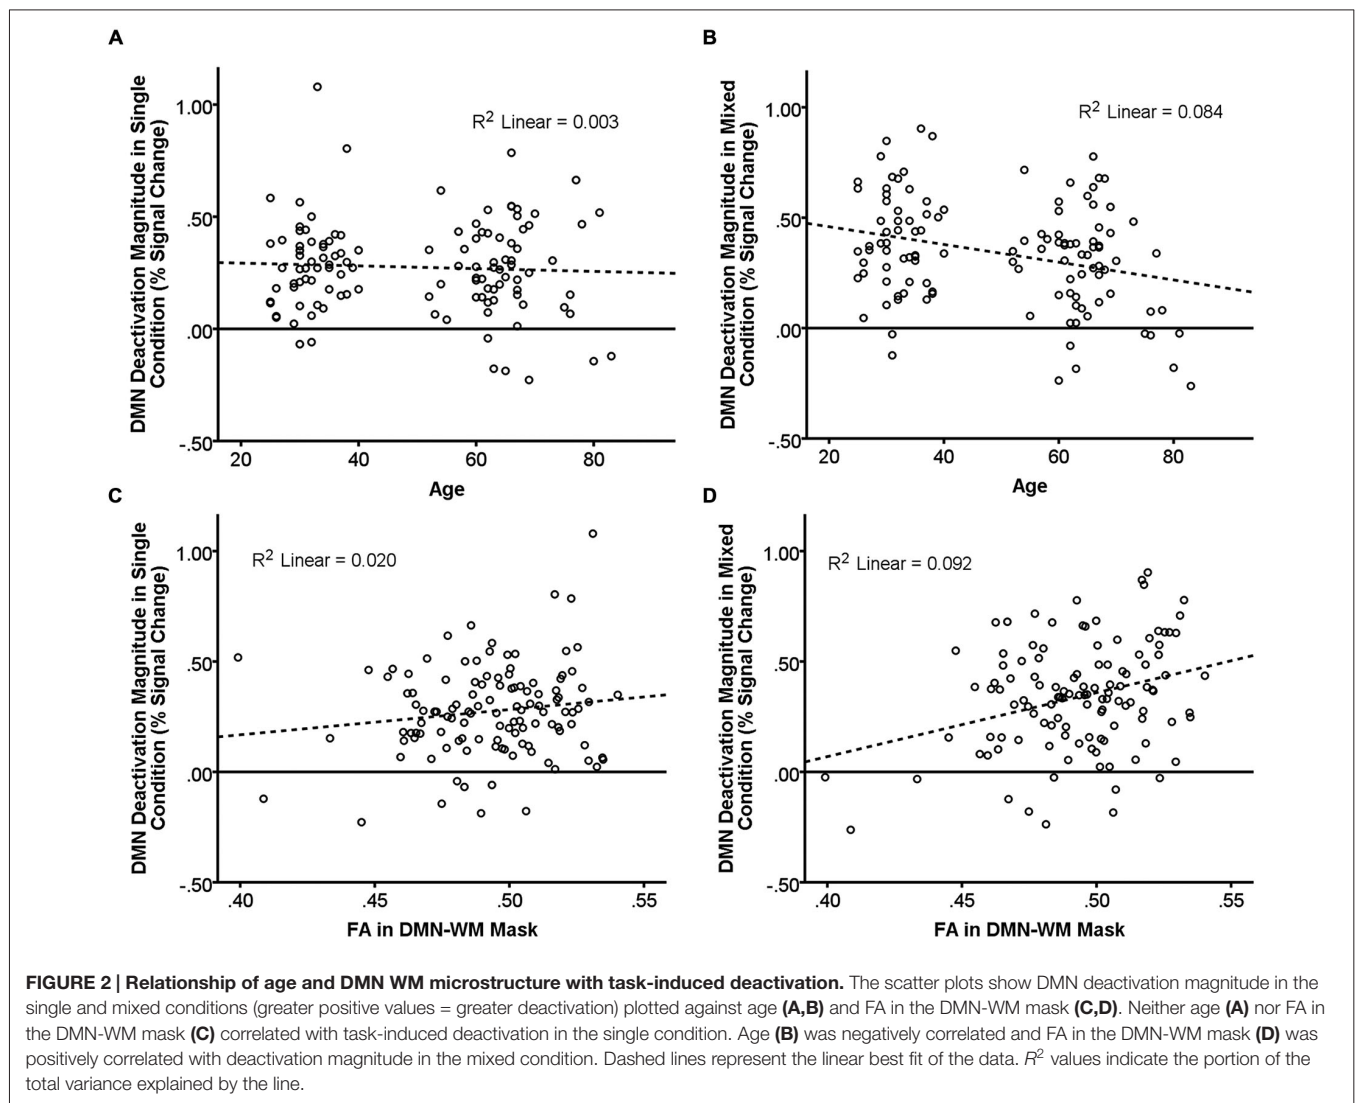 A
DMN Deactivation Magnitude in Single
Condition (% Signal Change)
1.00
.50
.00
-.50
R2 Linear = 0.003
20 40 60 80
Age
B
DMN Deactivation Magnitude in Mixed
Condition (% Signal Change)
1.00
.50
.00
-.50
R2 Linear = 0.084
20 40 60 80
Age
C
DMN Deactivation Magnitude in Single
Condition (% Signal Change)
1.00
.50
.00
-.50
R2 Linear = 0.020
.40 .45 .50 .55
FA in DMN-WM Mask
D
DMN Deactivation Magnitude in Mixed
Condition (% Signal Change)
1.00
.50
.00
-.50
R2 Linear = 0.092
.40 .45 .50 .55
FA in DMN-WM Mask
FIGURE 2 | Relationship of age and DMN WM microstructure with task-induced deactivation. The scatter plots show DMN deactivation magnitude in the
single and mixed conditions (greater positive values = greater deactivation) plotted against age (A,B) and FA in the DMN-WM mask (C,D). Neither age (A) nor FA in
the DMN-WM mask (C) correlated with task-induced deactivation in the single condition. Age (B) was negatively correlated and FA in the DMN-WM mask (D) was
positively correlated with deactivation magnitude in the mixed condition. Dashed lines represent the linear best fit of the data. R2 values indicate the portion of the
total variance explained by the line.